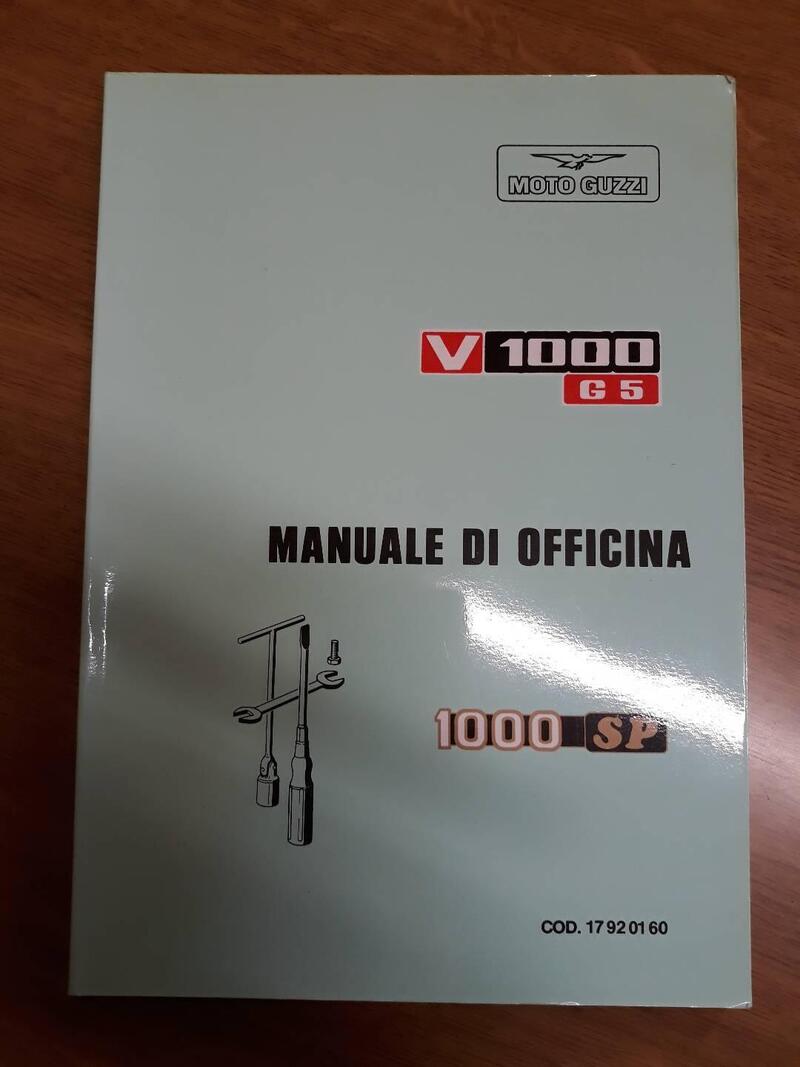 MOTO GUZZI
V 1000
G 5
MANUALE DI OFFICINA
1000 SP
COD. 17 92 01 60